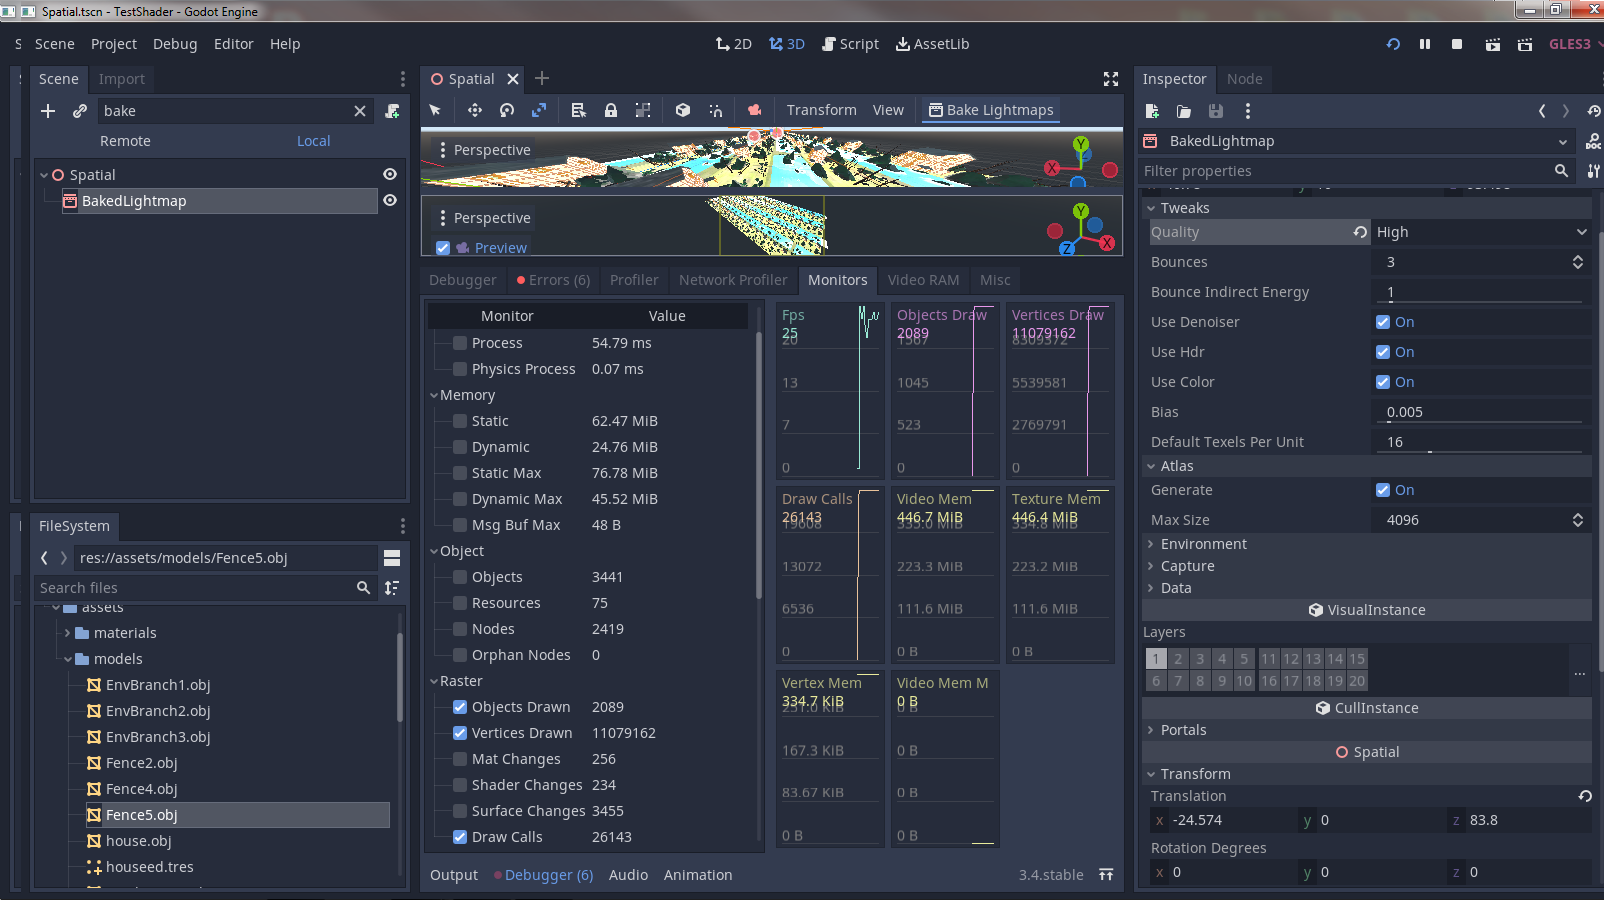 Spatial.tscn - TestShader - Godot Engine
S Scene Project Debug Editor Help
2D 3D Script AssetLib
GLES3
Scene Import
bake
Remote Local
Spatial
BakedLightmap
FileSystem
res://assets/models/Fence5.obj
Search files
assets
materials
models
EnvBranch1.obj
EnvBranch2.obj
EnvBranch3.obj
Fence2.obj
Fence4.obj
Fence5.obj
house.obj
houseed.tres
Spatial
Transform View Bake Lightmaps
Perspective
Y
X
Perspective
Preview
Y
X
Z
Debugger Errors (6) Profiler Network Profiler Monitors Video RAM Misc
Monitor Value
Process 54.79 ms
Physics Process 0.07 ms
Memory
Static 62.47 MiB
Dynamic 24.76 MiB
Static Max 76.78 MiB
Dynamic Max 45.52 MiB
Msg Buf Max 48 B
Object
Objects 3441
Resources 75
Nodes 2419
Orphan Nodes 0
Raster
Objects Drawn 2089
Vertices Drawn 11079162
Mat Changes 256
Shader Changes 234
Surface Changes 3455
Draw Calls 26143
Fps
25
20
13
7
0
Objects Draw
2089
1567
1045
523
0
Vertices Draw
11079162
8309372
5539581
2769791
0
Draw Calls
26143
19608
13072
6536
0
Video Mem
446.7 MiB
335.0 MiB
223.3 MiB
111.6 MiB
0 B
Texture Mem
446.4 MiB
334.8 MiB
223.2 MiB
111.6 MiB
0 B
Vertex Mem
334.7 KiB
251.0 KiB
167.3 KiB
83.67 KiB
0 B
Video Mem M
0 B
0 B
0 B
0 B
0 B
Output Debugger (6) Audio Animation 3.4.stable
Inspector Node
BakedLightmap
DOC
Filter properties
Tweaks
Quality High
Bounces 3
Bounce Indirect Energy 1
Use Denoiser On
Use Hdr On
Use Color On
Bias 0.005
Default Texels Per Unit 16
Atlas
Generate On
Max Size 4096
Environment
Capture
Data
VisualInstance
Layers
1 2 3 4 5 11 12 13 14 15
6 7 8 9 10 16 17 18 19 20
...
CullInstance
Portals
Spatial
Transform
Translation
x -24.574 y 0 z 83.8
Rotation Degrees
x 0 y 0 z 0